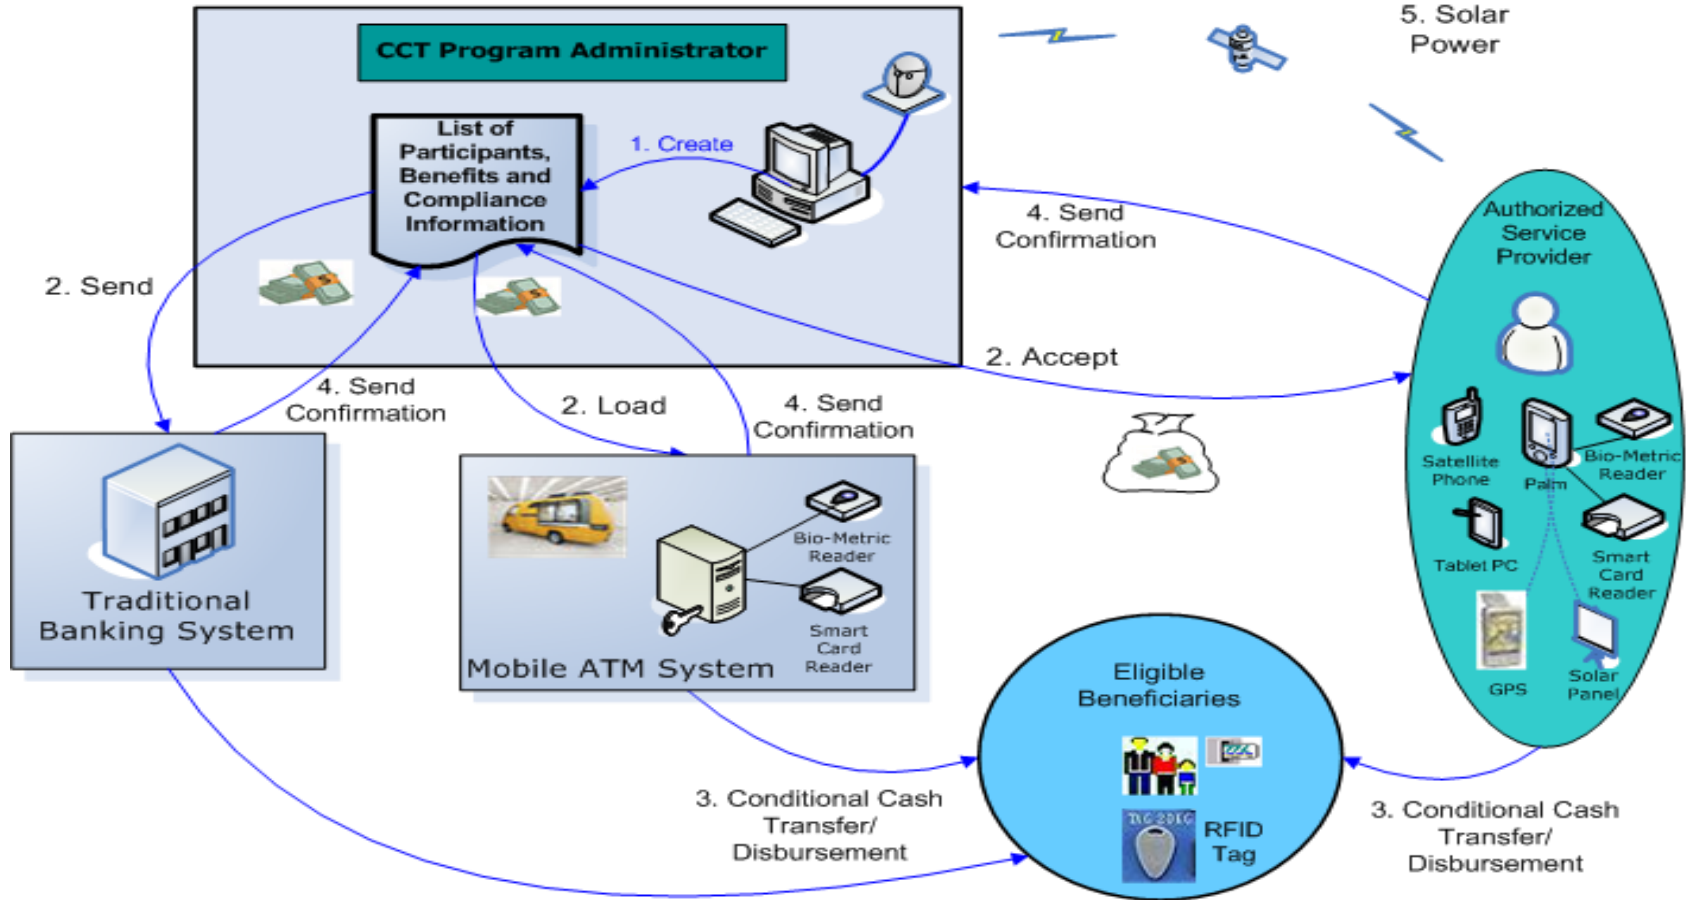 5. Solar
Power
CCT Program Administrator
List of
Participants,
Benefits and
Compliance
Information
1. Create
4. Send
Confirmation
Authorized
Service
Provider
2. Send
2. Accept
4. Send
Confirmation
2. Load
4. Send
Confirmation
Satellite
Phone
Palm
Bio-Metric
Reader
Tablet PC
Smart
Card
Reader
GPS
Solar
Panel
Traditional
Banking System
Bio-Metric
Reader
Smart
Card
Reader
Mobile ATM System
Eligible
Beneficiaries
RFID
Tag
3. Conditional Cash
Transfer/
Disbursement
3. Conditional Cash
Transfer/
Disbursement